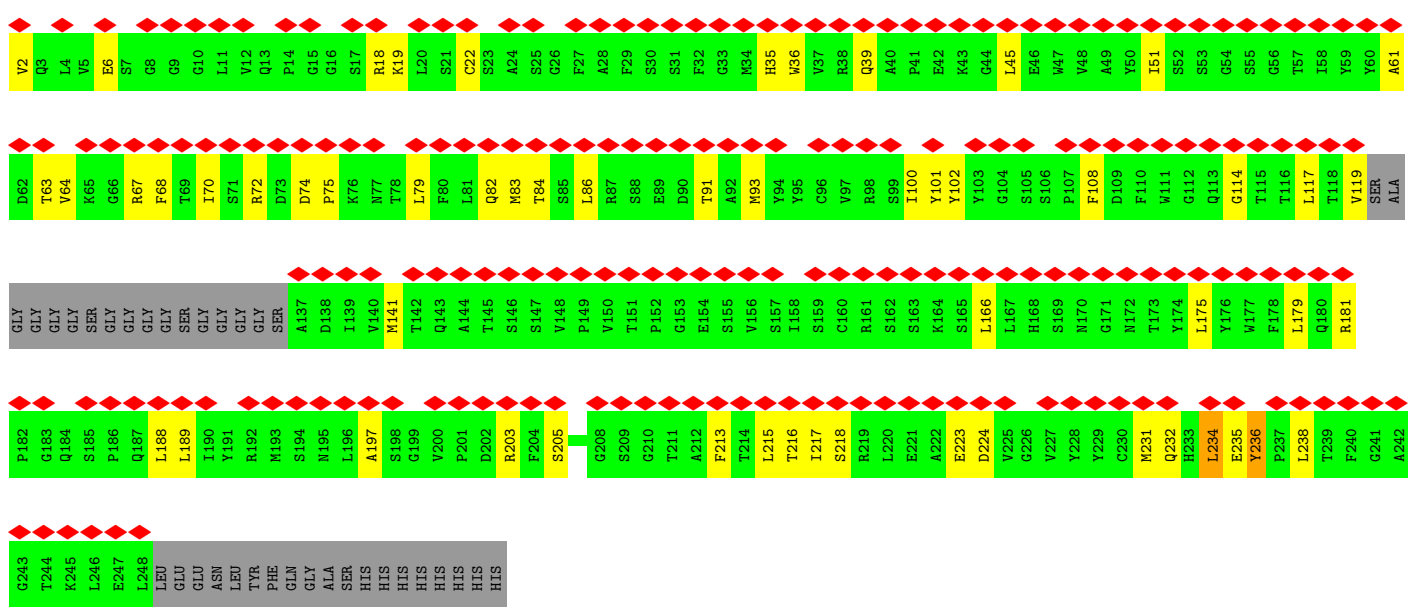 V2 Q3 L4 V5 E6 S7 G8 G9 G10 L11 V12 Q13 P14 G15 G16 S17 R18 K19 L20 S21 C22 S23 A24 S25 G26 F27 A28 F29 S30 S31 F32 G33 M34 H35 W36 V37 R38 Q39 A40 P41 E42 K43 G44 L45 E46 W47 V48 A49 Y50 I51 S52 S53 G54 S55 G56 T57 I58 Y59 Y60 A61
D62 T63 V64 K65 G66 R67 F68 T69 I70 S71 R72 D73 D74 P75 K76 N77 T78 L79 F80 L81 Q82 M83 T84 S85 L86 R87 S88 E89 D90 T91 A92 M93 Y94 Y95 C96 V97 R98 S99 I100 Y101 Y102 Y103 G104 S105 S106 P107 F108 D109 F110 W111 G112 Q113 G114 T115 T116 L117 T118 V119 SER ALA
GLY GLY GLY GLY SER GLY GLY GLY GLY SER GLY GLY GLY GLY SER A137 D138 I139 V140 M141 T142 Q143 A144 T145 S146 S147 V148 P149 V150 T151 P152 G153 E154 S155 V156 S157 I158 S159 C160 R161 S162 S163 K164 S165 L166 L167 H168 S169 N170 G171 N172 T173 Y174 L175 Y176 W177 F178 L179 Q180 R181
P182 G183 Q184 S185 P186 Q187 L188 L189 I190 Y191 R192 M193 S194 N195 L196 A197 S198 G199 V200 P201 D202 R203 F204 S205 G208 S209 G210 T211 A212 F213 T214 L215 T216 I217 S218 R219 L220 E221 A222 E223 D224 V225 G226 V227 Y228 Y229 C230 M231 Q232 H233 L234 E235 Y236 P237 L238 T239 F240 G241 A242
G243 T244 K245 L246 E247 L248 LEU GLU GLU ASN LEU TYR PHE GLN GLY ALA SER HIS HIS HIS HIS HIS HIS HIS HIS